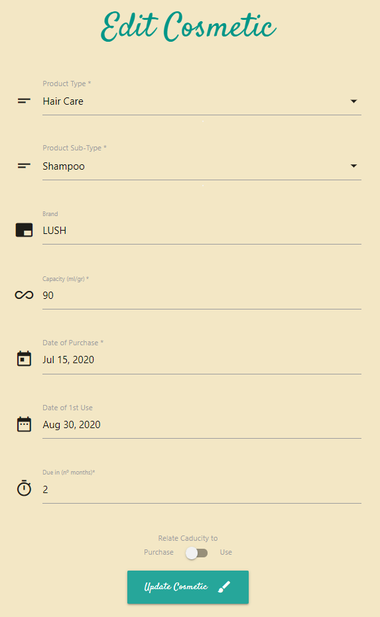 Edit Cosmetic
Product Type *
Hair Care
Product Sub-Type *
Shampoo
Brand
LUSH
Capacity (ml/gr) *
90
Date of Purchase *
Jul 15, 2020
Date of 1st Use
Aug 30, 2020
Due in (nº months)*
2
Relate Caducity to
Purchase Use
Update Cosmetic